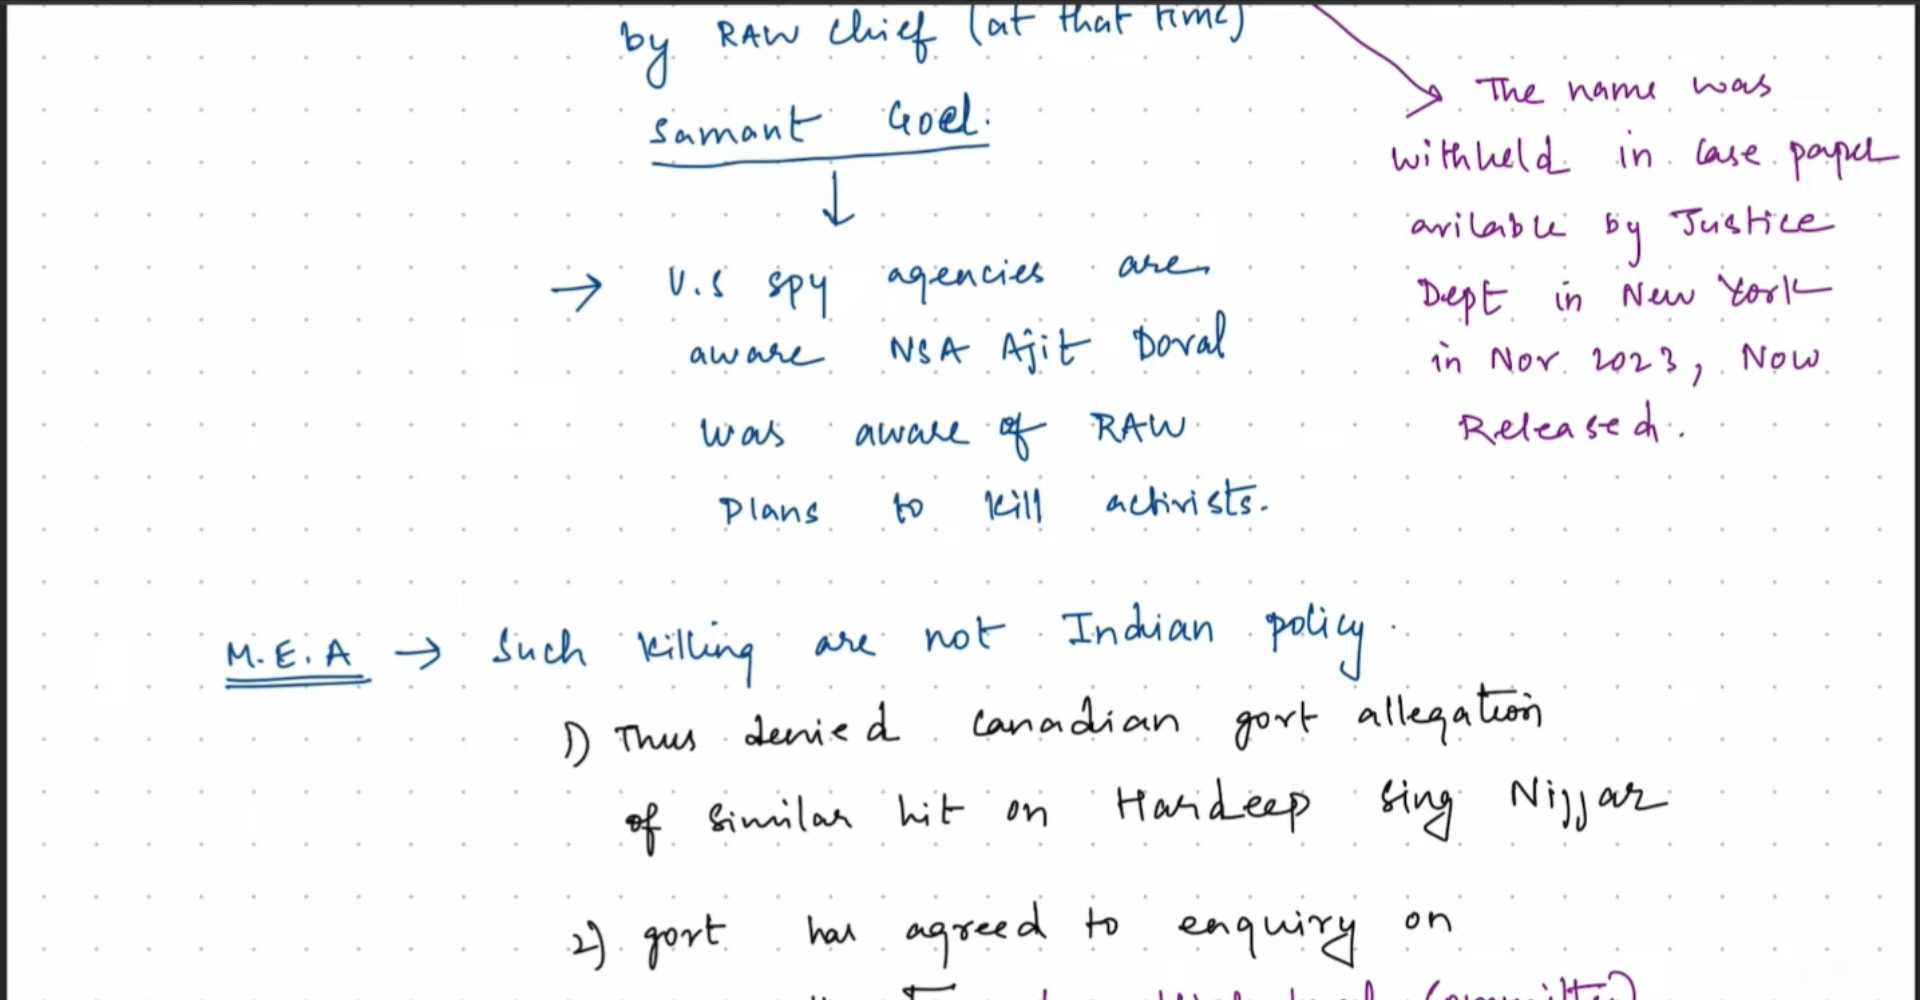 by RAW chief (at that time)
Samant Goel.
→ U.S spy agencies are
aware NSA Ajit Doval
was aware of RAW
Plans to kill activists.
The name was
withheld in case paper
avilable by Justice
Dept in New York
in Nov 2023, Now
Released.
M.E.A → Such killing are not Indian policy.
1) Thus denied Canadian govt allegation
of similar hit on Hardeep Sing Nijjar
2) govt has agreed to enquiry on
(Committee)